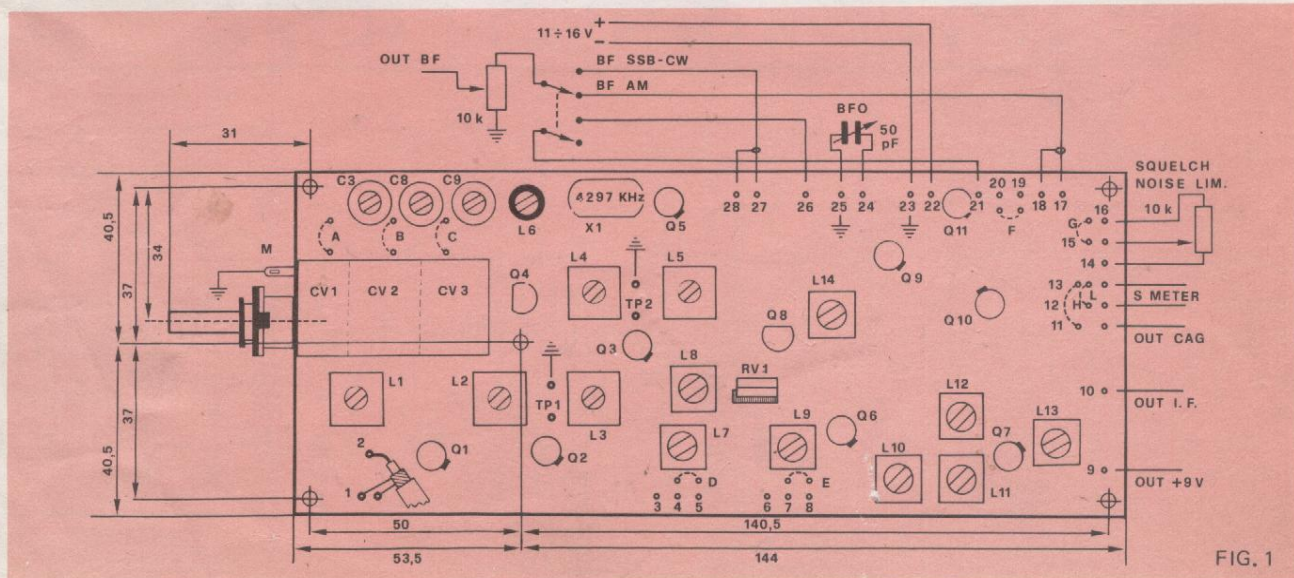 11÷16 V + −
OUT BF
BF SSB-CW
BF AM
10 k
BFO
50 pF
31
SQUELCH
NOISE LIM.
10 k
C3 C8 C9
4297 KHz
20 19
28 27 26 25 24 23 22 21 18 17 16
L6 X1 Q5 Q11 F G
A B C
15
40,5 37 34
M
Q4 L4 L5 Q9 14
CV1 CV2 CV3
TP2 L14
13 L S METER
12 H
Q8 Q10
11 OUT CAG
Q3
L1 L2 L8 RV1
10 OUT I.F.
37 40,5
TP1 L3 L12 L13
L7 L9 Q6
2 Q1 Q2 Q7
L10 L11
9 OUT +9V
1 D E
3 4 5 6 7 8
50 140,5
53,5 144
FIG. 1